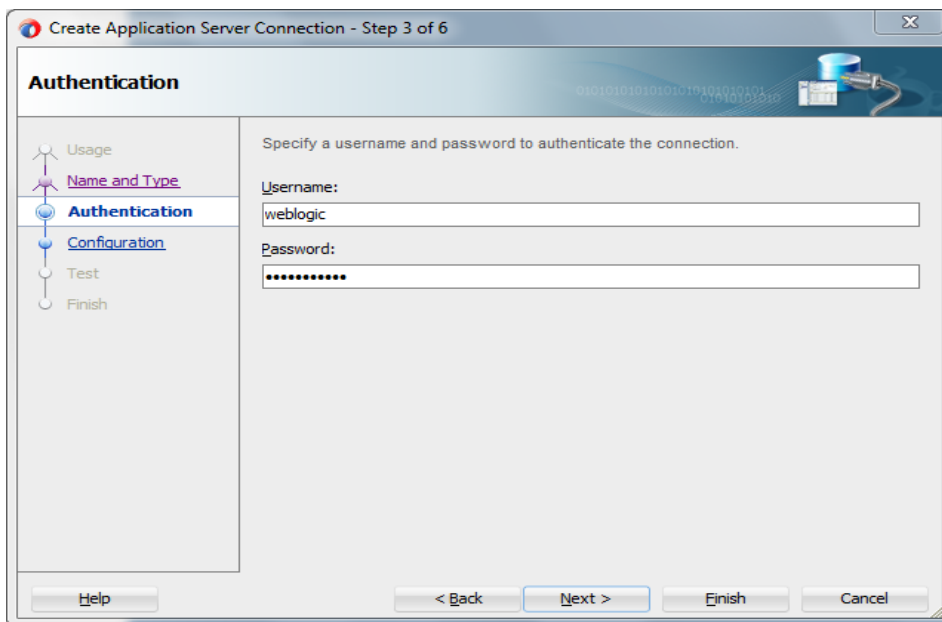 Create Application Server Connection - Step 3 of 6
Authentication
Usage
Name and Type
Authentication
Configuration
Test
Finish
Specify a username and password to authenticate the connection.
Username:
weblogic
Password:
•••••••••••
Help
< Back
Next >
Finish
Cancel